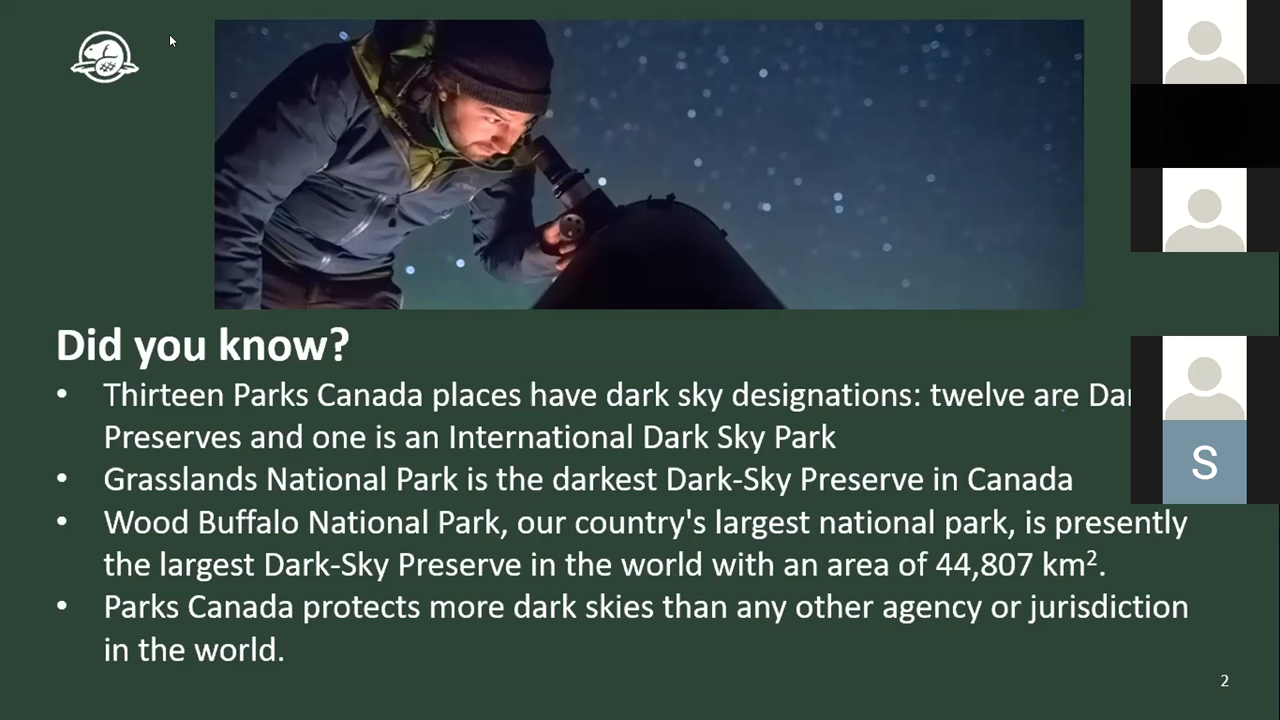 Did you know?
• Thirteen Parks Canada places have dark sky designations: twelve are
Preserves and one is an International Dark Sky Park
• Grasslands National Park is the darkest Dark-Sky Preserve in Canada
• Wood Buffalo National Park, our country's largest national park, is presently
the largest Dark-Sky Preserve in the world with an area of 44,807 km².
• Parks Canada protects more dark skies than any other agency or jurisdiction
in the world.
S
2